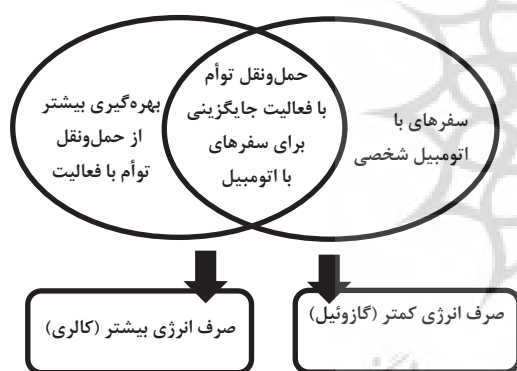 سفرهای با
اتومبیل شخصی
حمل‌ونقل توأم
با فعالیت جایگزینی
برای سفرهای
با اتومبیل
بهره‌گیری بیشتر
از حمل‌ونقل
توأم با فعالیت
صرف انرژی کمتر (گازوئیل)
صرف انرژی بیشتر (کالری)